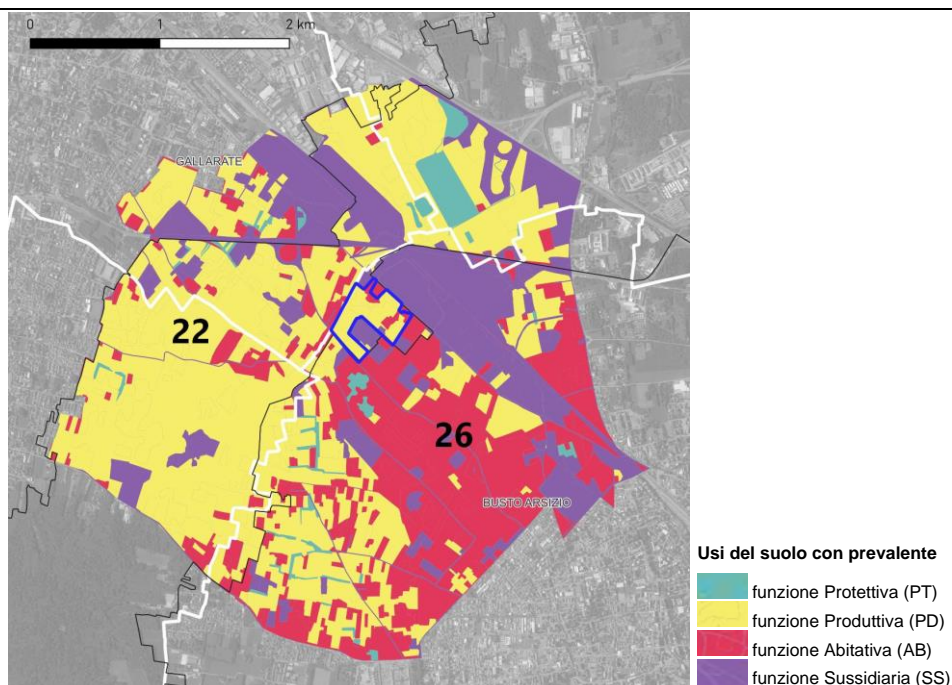 0 1 2 km
GALLARATE
22
26
BUSTO ARSIZIO
Usi del suolo con prevalente
funzione Protettiva (PT)
funzione Produttiva (PD)
funzione Abitativa (AB)
funzione Sussidiaria (SS)